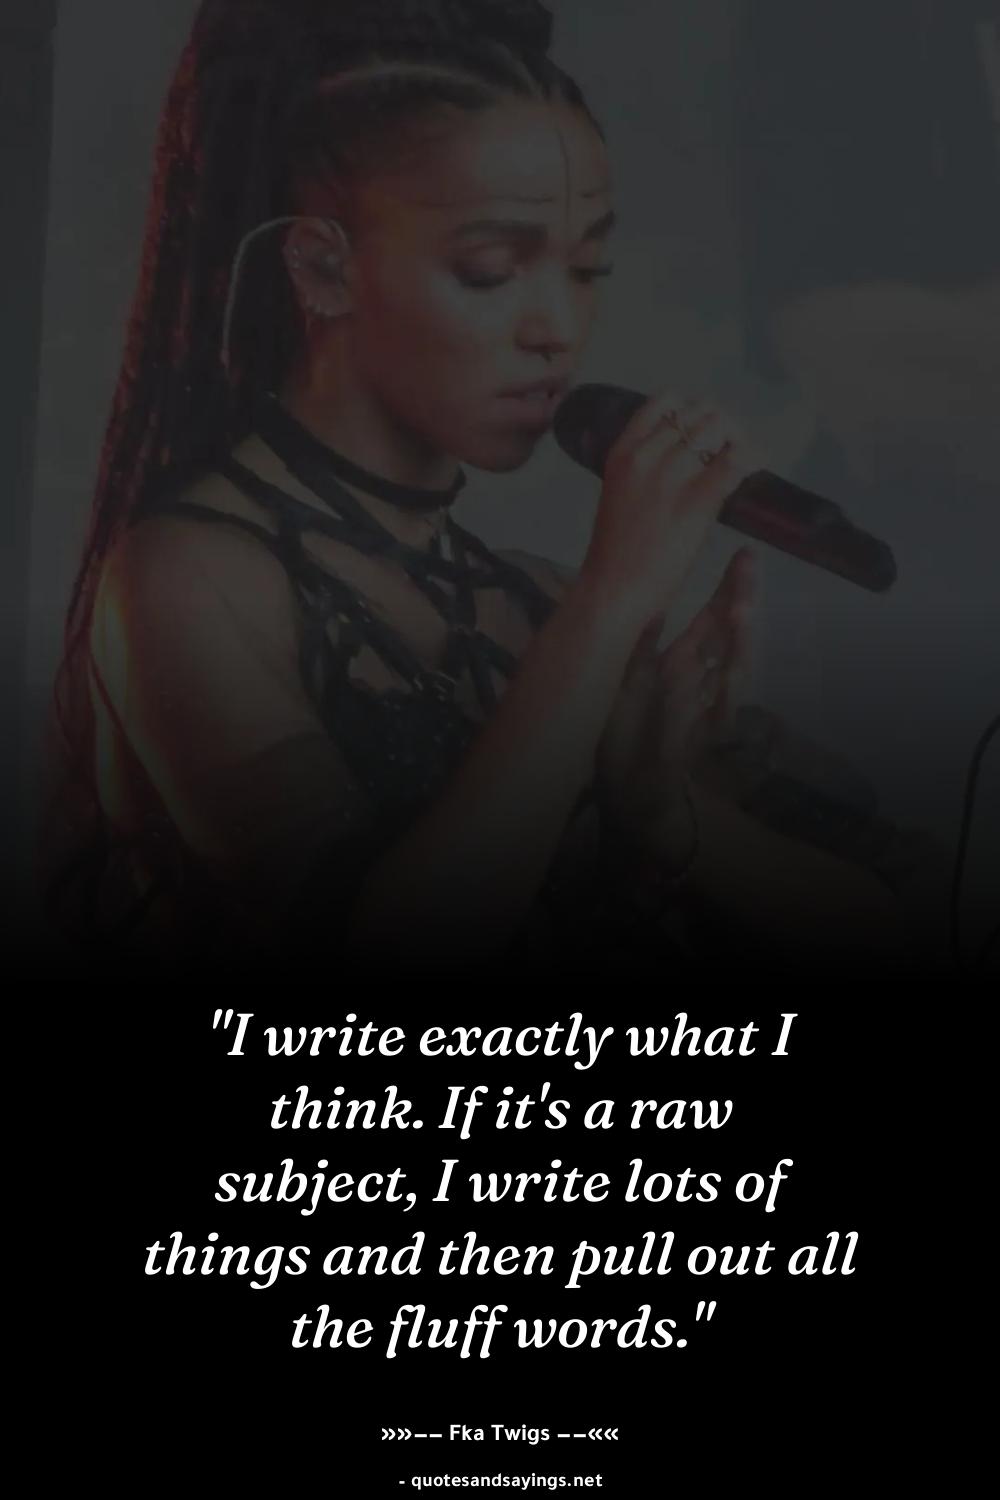 "I write exactly what I
think. If it's a raw
subject, I write lots of
things and then pull out all
the fluff words."
»»—— Fka Twigs ——««
- quotesandsayings.net